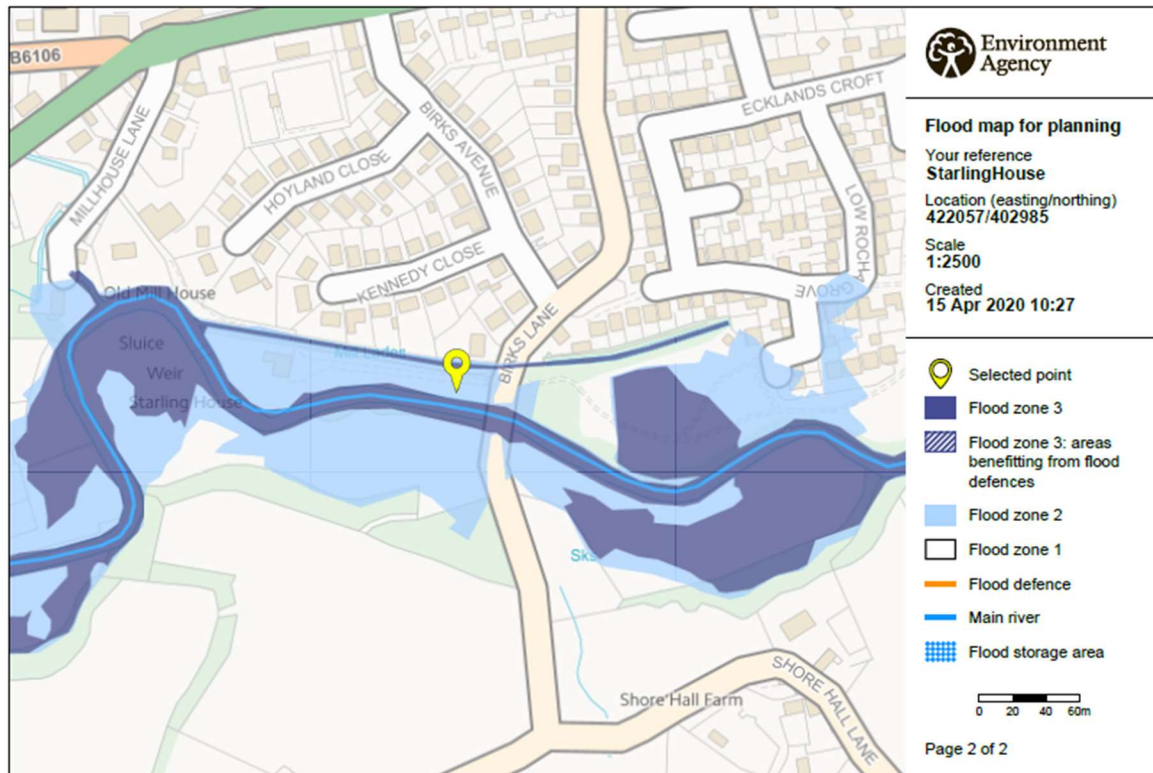 B6106
MILLHOUSE LANE
HOYLAND CLOSE
BIRKS AVENUE
KENNEDY CLOSE
ECKLANDS CROFT
LOW ROCH
GROVE
BIRKS LANE
Old Mill House
Sluice
Weir
Starling House
Shore Hall Farm
SHORE HALL LANE
Environment
Agency
Flood map for planning
Your reference
StarlingHouse
Location (easting/northing)
422057/402985
Scale
1:2500
Created
15 Apr 2020 10:27
Selected point
Flood zone 3
Flood zone 3: areas
benefitting from flood
defences
Flood zone 2
Flood zone 1
Flood defence
Main river
Flood storage area
0 20 40 60m
Page 2 of 2